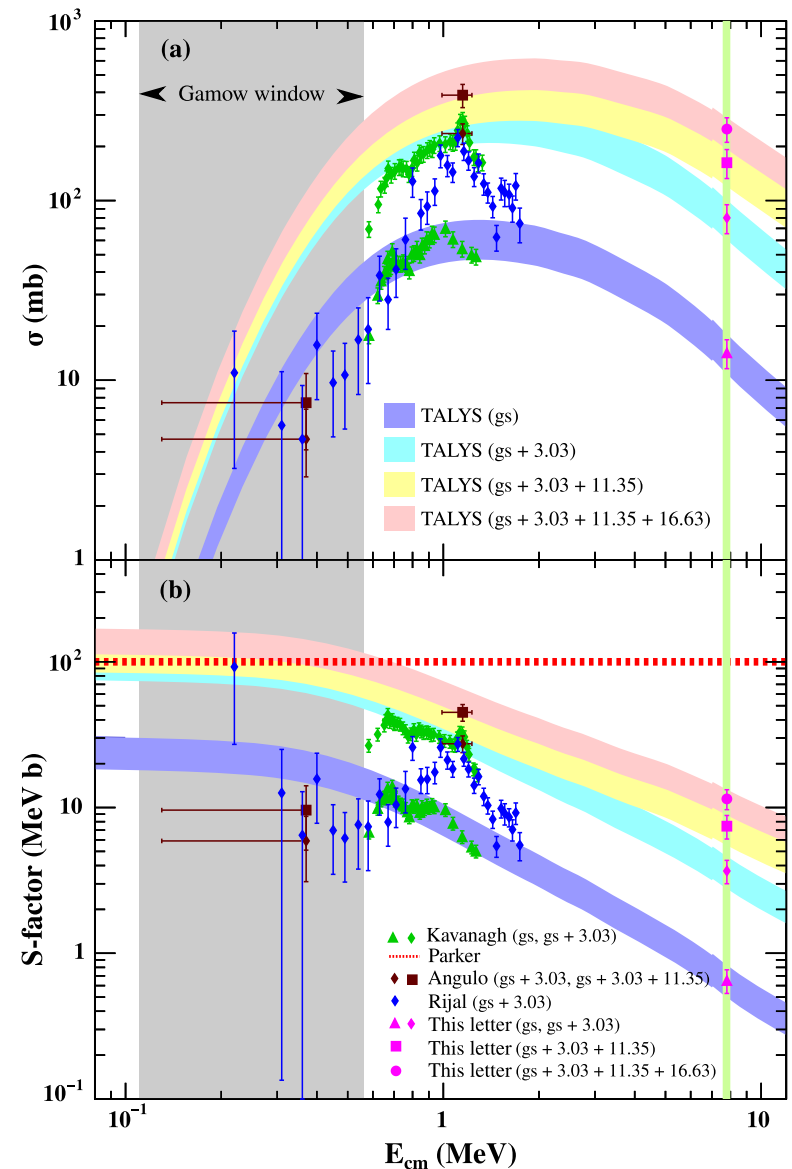 10³
(a)
Gamow window
10²
σ (mb)
10
TALYS (gs)
TALYS (gs + 3.03)
TALYS (gs + 3.03 + 11.35)
TALYS (gs + 3.03 + 11.35 + 16.63)
1
(b)
10²
10
S-factor (MeV b)
Kavanagh (gs, gs + 3.03)
Parker
Angulo (gs + 3.03, gs + 3.03 + 11.35)
1
Rijal (gs + 3.03)
This letter (gs, gs + 3.03)
This letter (gs + 3.03 + 11.35)
This letter (gs + 3.03 + 11.35 + 16.63)
10⁻¹
10⁻¹ 1 10
E_cm (MeV)